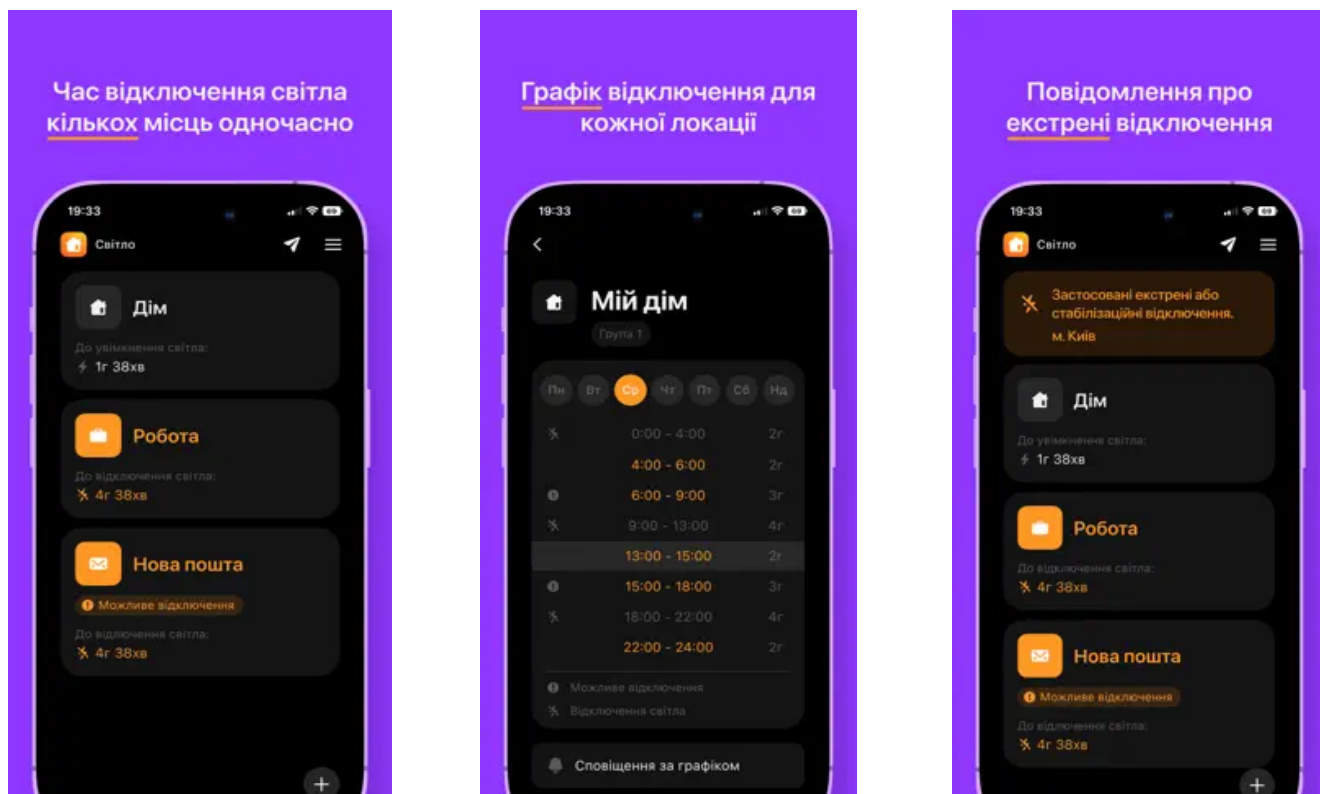 Час відключення світла
кількох місць одночасно
19:33
69
Світло
Дім
До увімкнення світла:
1г 38хв
Робота
До відключення світла:
4г 38хв
Нова пошта
Можливе відключення
До відлючення світла:
4г 38хв
Графік відключення для
кожної локації
19:33
69
Мій дім
Група 1
Пн Вт Ср Чт Пт Сб Нд
0:00 - 4:00 2г
4:00 - 6:00 2г
6:00 - 9:00 3г
9:00 - 13:00 4г
13:00 - 15:00 2г
15:00 - 18:00 3г
18:00 - 22:00 4г
22:00 - 24:00 2г
Можливе відключення
Відключення світла
Сповіщення за графіком
Повідомлення про
екстрені відключення
19:33
69
Світло
Застосовані екстрені або
стабілізаційні відключення.
м. Київ
Дім
До увімкнення світла:
1г 38хв
Робота
До відключення світла:
4г 38хв
Нова пошта
Можливе відключення
До відлючення світла:
4г 38хв